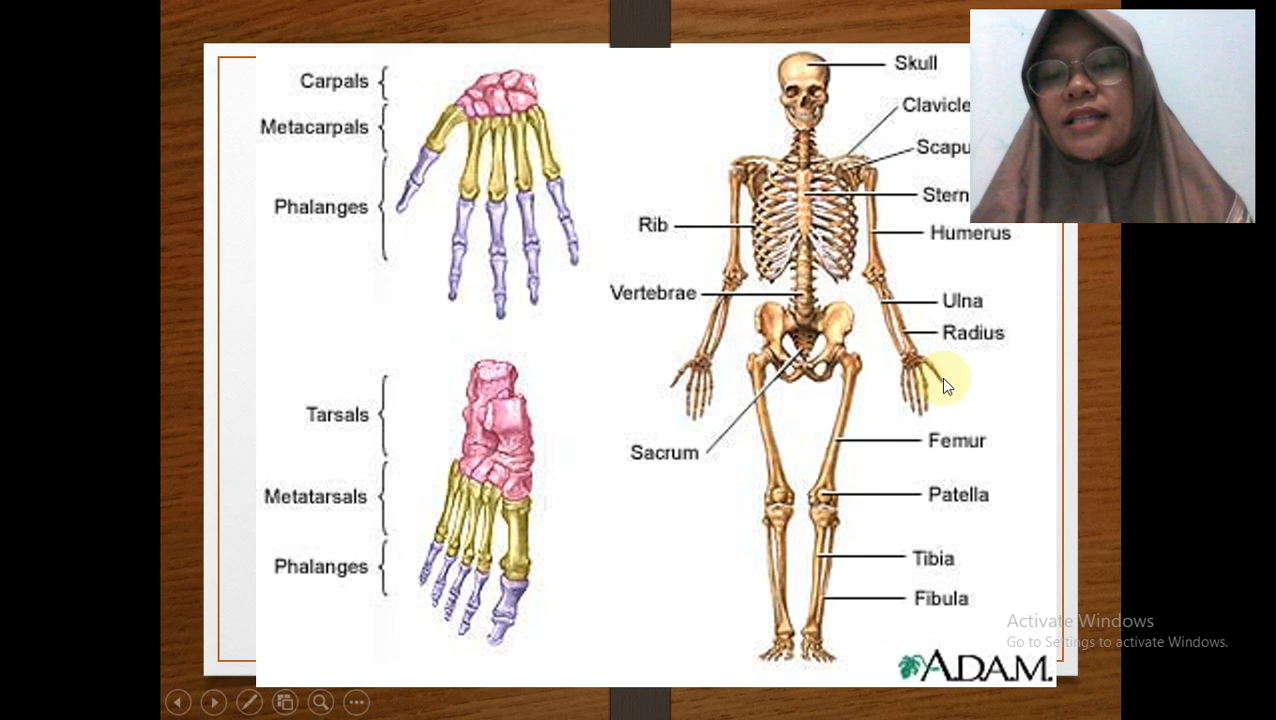 Carpals
Metacarpals
Phalanges
Tarsals
Metatarsals
Phalanges
Skull
Clavicle
Scapu
Stern
Rib
Humerus
Vertebrae
Ulna
Radius
Sacrum
Femur
Patella
Tibia
Fibula
Activate Windows
Go to Settings to activate Windows.
A.D.A.M.